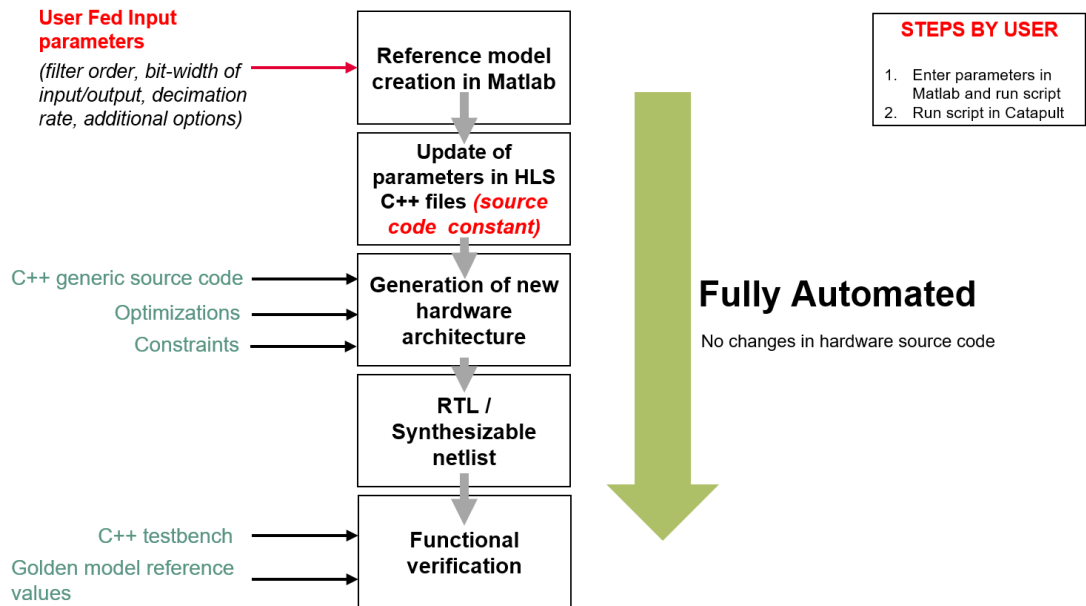 User Fed Input
parameters
(filter order, bit-width of
input/output, decimation
rate, additional options)
Reference model
creation in Matlab
STEPS BY USER
1. Enter parameters in
Matlab and run script
2. Run script in Catapult
Update of
parameters in HLS
C++ files (source
code constant)
C++ generic source code
Optimizations
Constraints
Generation of new
hardware
architecture
Fully Automated
No changes in hardware source code
RTL /
Synthesizable
netlist
C++ testbench
Golden model reference
values
Functional
verification